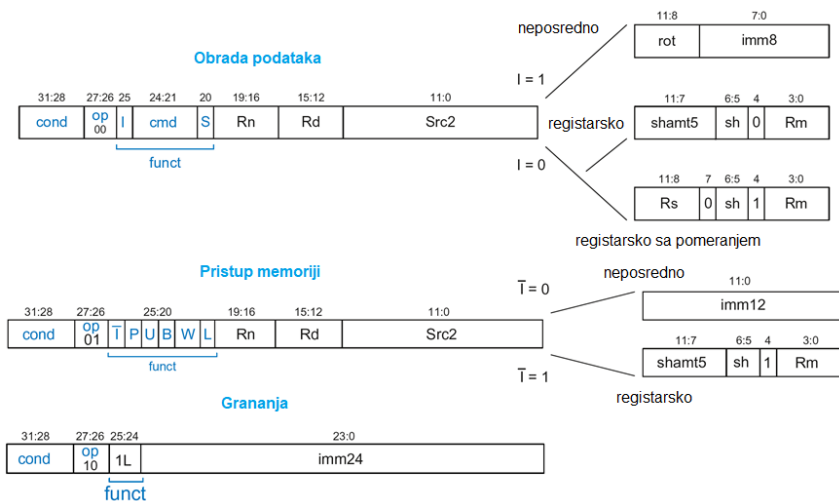 Obrada podataka
31:28 27:26 25 24:21 20 19:16 15:12 11:0
cond op 00 I cmd S Rn Rd Src2
funct
I = 1
I = 0
neposredno
11:8 7:0
rot imm8
registarsko
11:7 6:5 4 3:0
shamt5 sh 0 Rm
11:8 7 6:5 4 3:0
Rs 0 sh 1 Rm
registarsko sa pomeranjem
Pristup memoriji
31:28 27:26 25:20 19:16 15:12 11:0
cond op 01 I̅ P U B W L Rn Rd Src2
funct
I̅ = 0
I̅ = 1
neposredno
11:0
imm12
11:7 6:5 4 3:0
shamt5 sh 1 Rm
registarsko
Grananja
31:28 27:26 25:24 23:0
cond op 10 1L imm24
funct